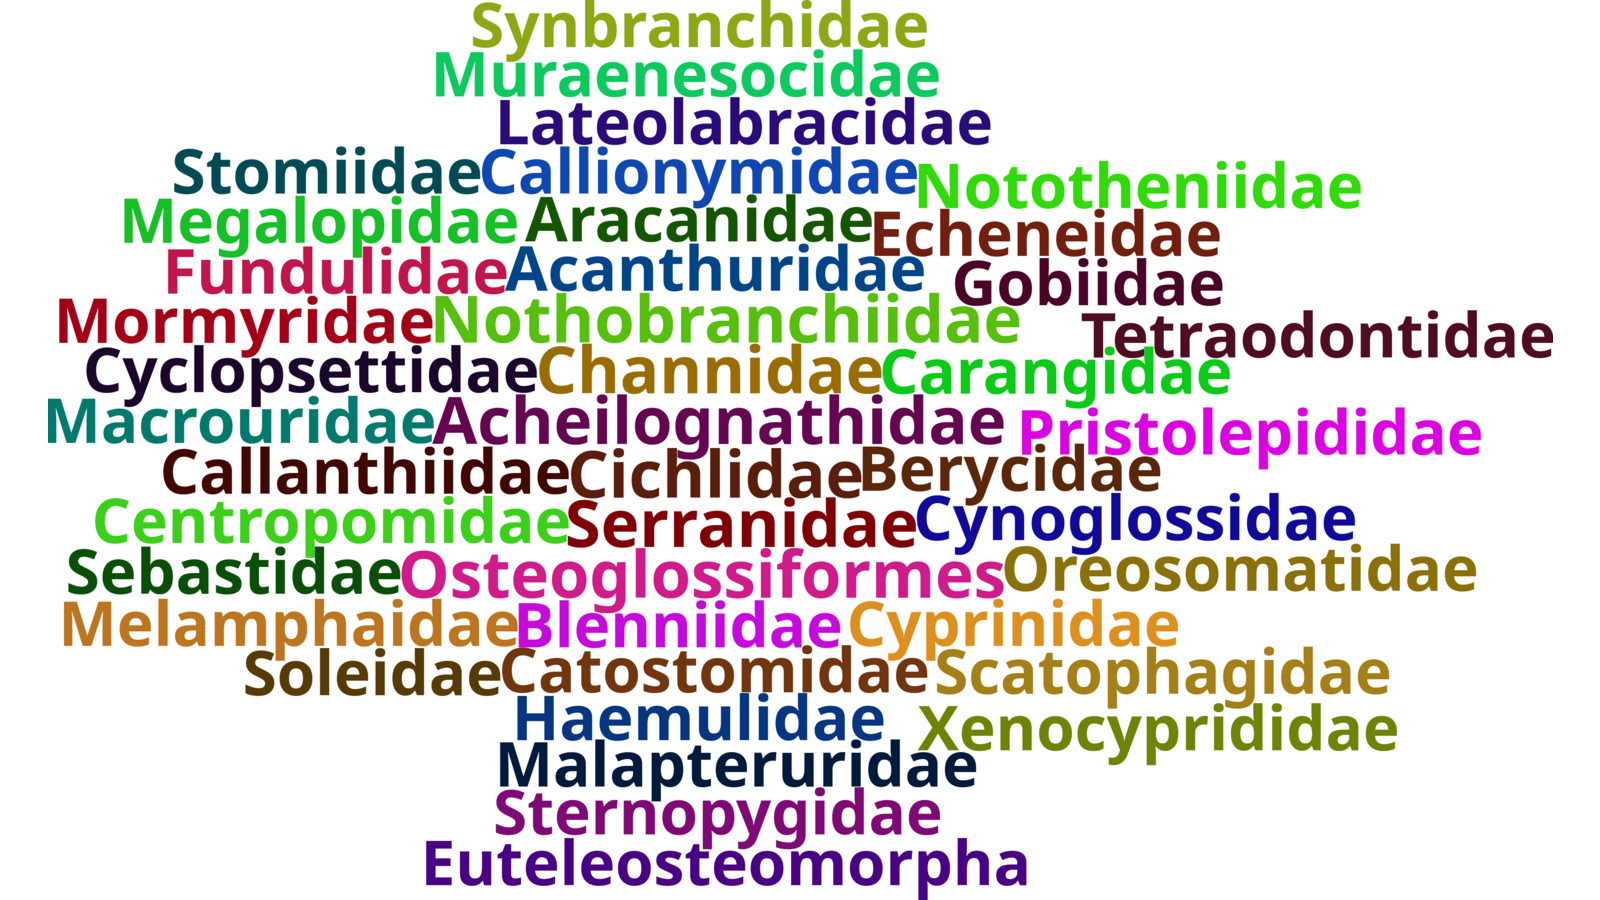 Synbranchidae
Muraenesocidae
Lateolabracidae
Stomiidae Callionymidae Nototheniidae
Megalopidae Aracanidae Echeneidae
Fundulidae Acanthuridae Gobiidae
Mormyridae Nothobranchiidae Tetraodontidae
Cyclopsettidae Channidae Carangidae
Macrouridae Acheilognathidae Pristolepididae
Callanthiidae Cichlidae Berycidae
Centropomidae Serranidae Cynoglossidae
Sebastidae Osteoglossiformes Oreosomatidae
Melamphaidae Blenniidae Cyprinidae
Soleidae Catostomidae Scatophagidae
Haemulidae Xenocyprididae
Malapteruridae
Sternopygidae
Euteleosteomorpha